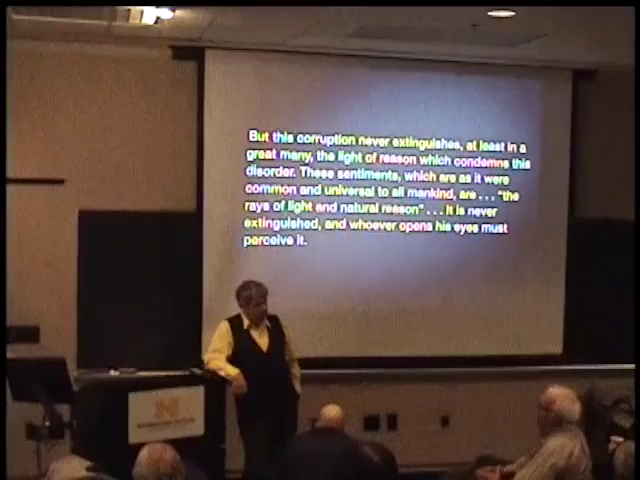 But this corruption never extinguishes, at least in a
great many, the light of reason which condemns this
disorder. These sentiments, which are as it were
common and universal to all mankind, are . . . "the
rays of light and natural reason" . . . It is never
extinguished, and whoever opens his eyes must
perceive it.